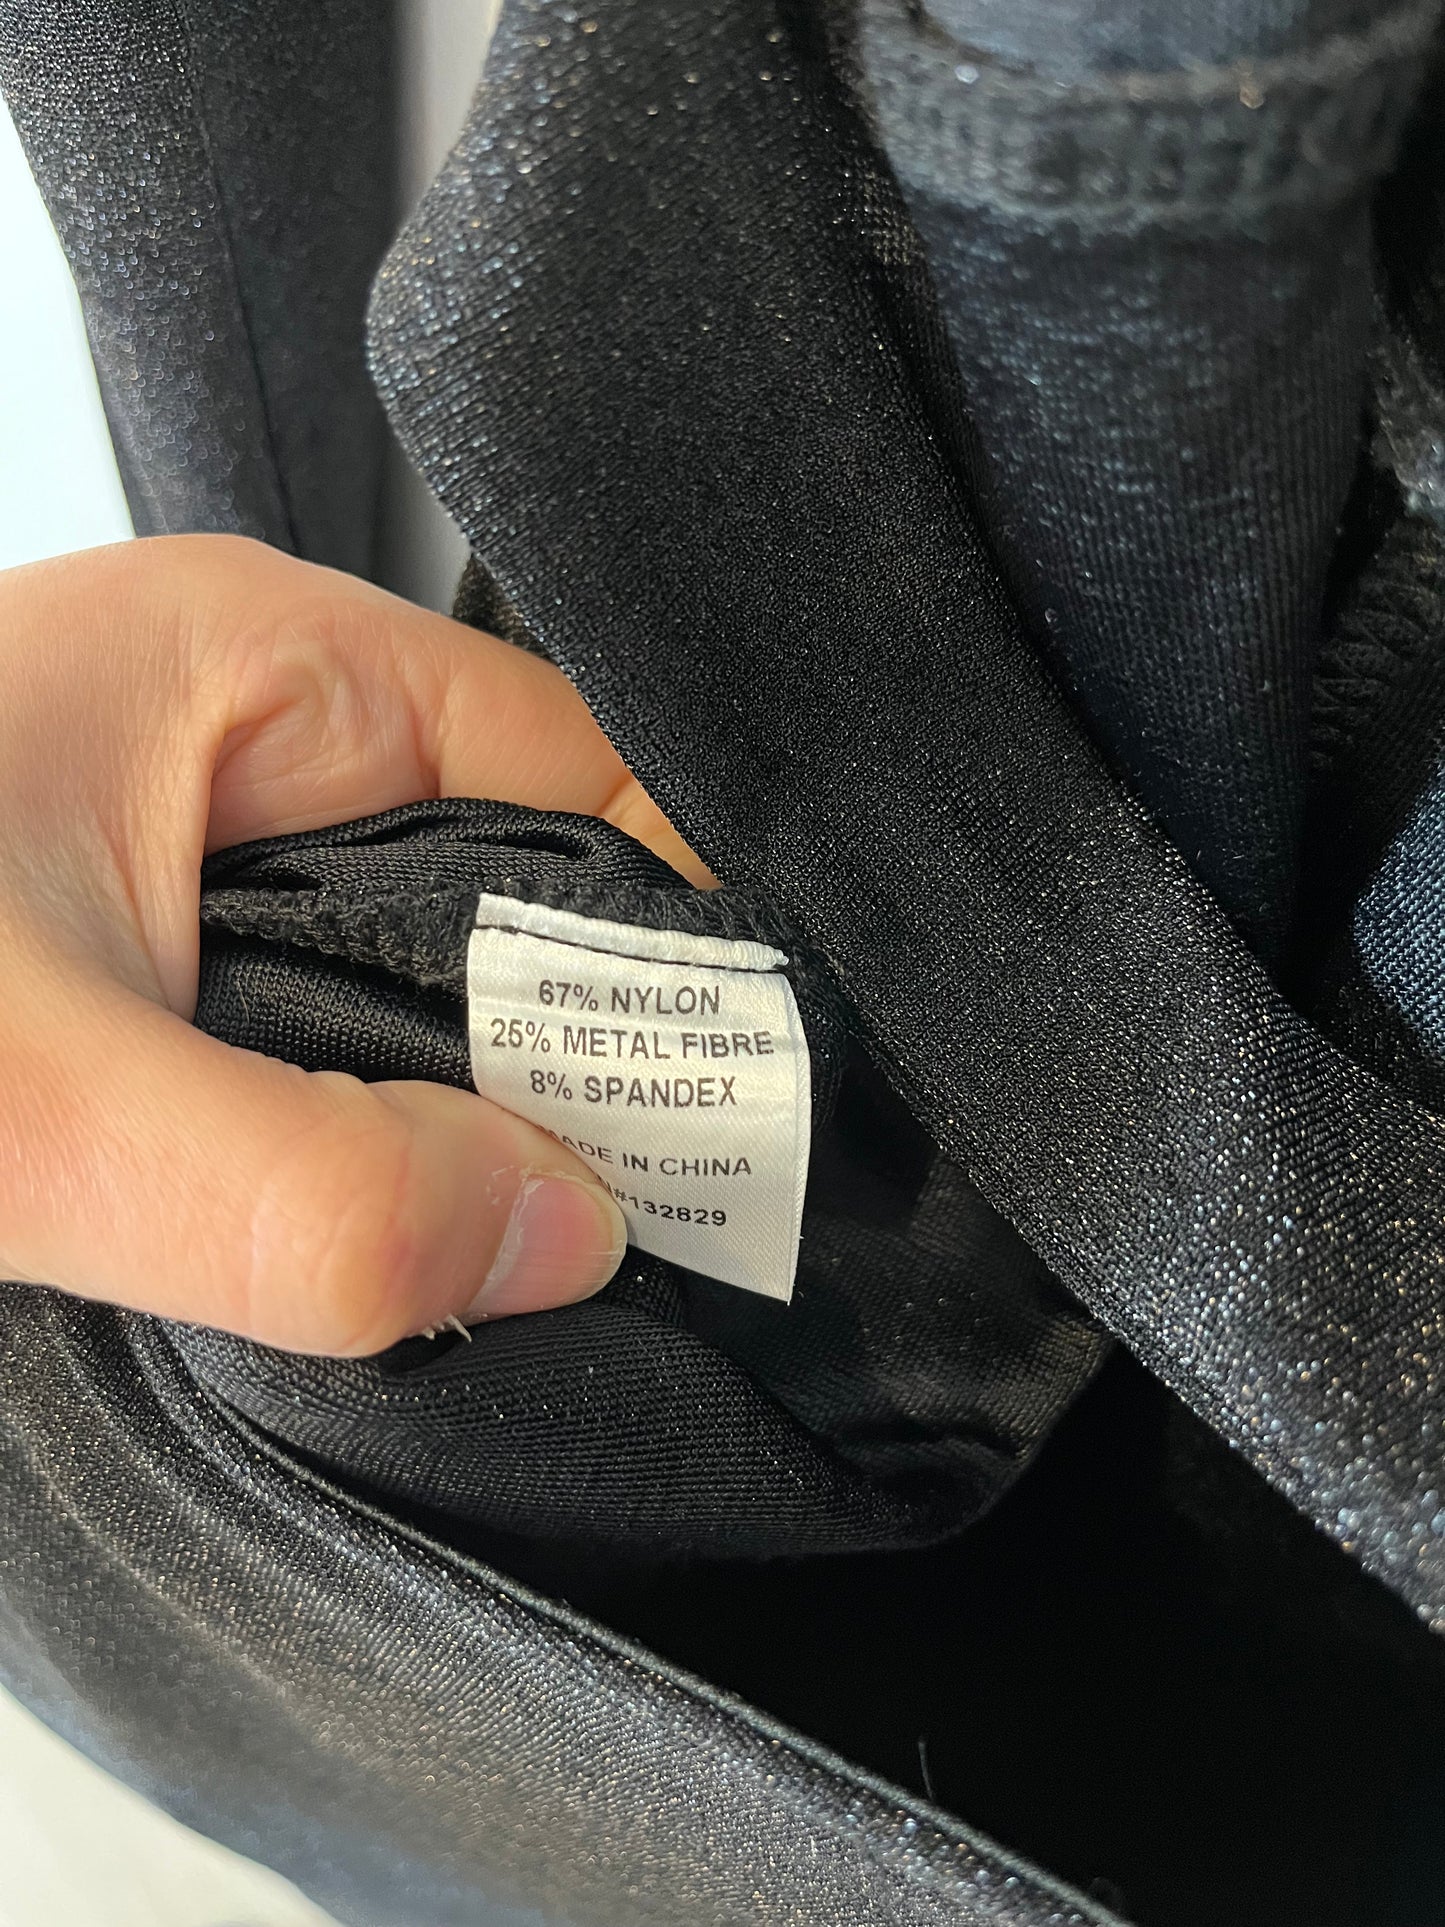 67% NYLON
25% METAL FIBRE
8% SPANDEX
MADE IN CHINA
#132829